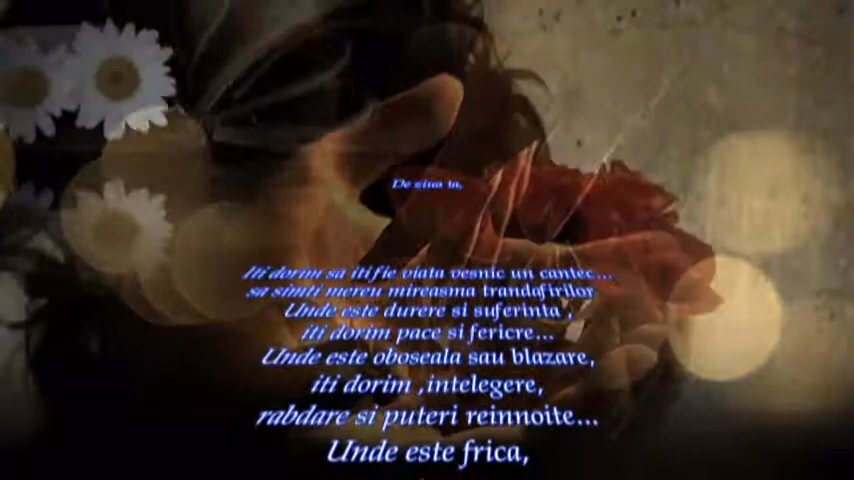 De ziua ta,
Iti dorim sa iti fie viata vesnic un cantec...
sa simti mereu mireasma trandafirilor
Unde este durere si suferinta ,
iti dorim pace si fericre...
Unde este oboseala sau blazare,
iti dorim ,intelegere,
rabdare si puteri reinnoite...
Unde este frica,